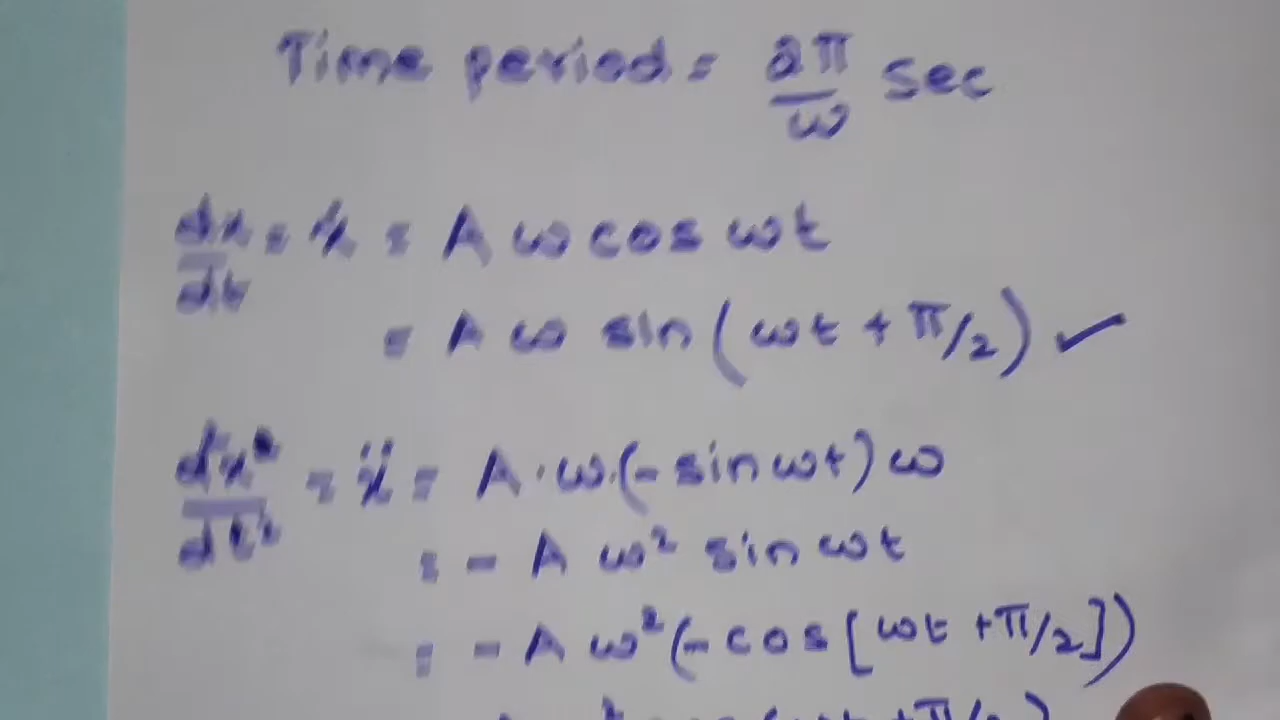 Time period = 2π/ω sec
dx/dt = ẋ = A ω cos ωt
= A ω sin (ωt + π/2) ✓
d²x/dt² = ẍ = A · ω · (- sin ωt) ω
= - A ω² sin ωt
= - A ω² (- cos [ωt + π/2])